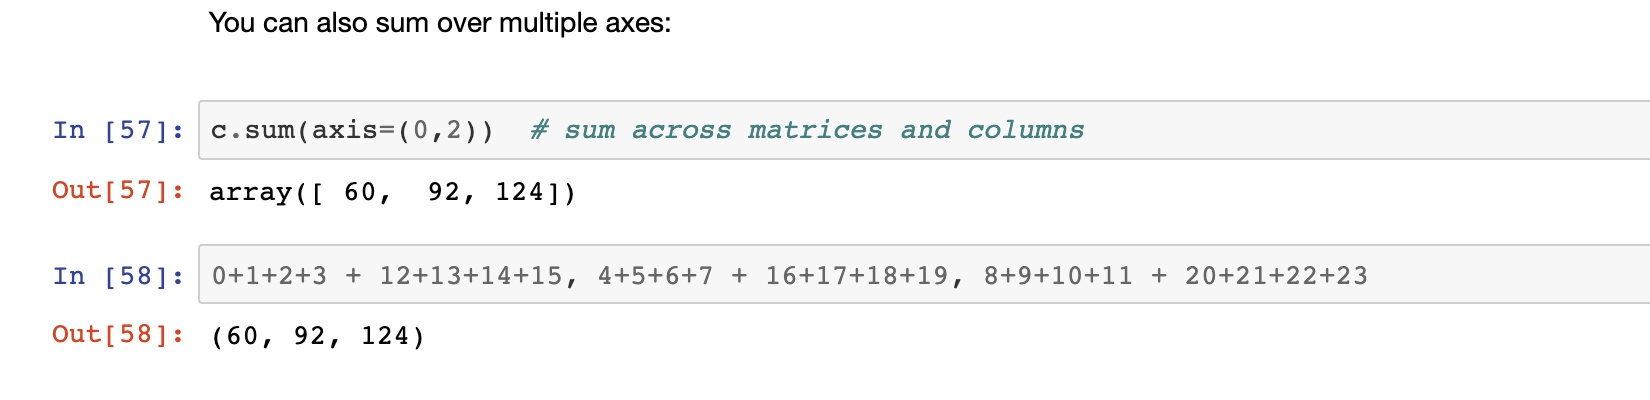 You can also sum over multiple axes:
In [57]: c.sum(axis=(0,2))  # sum across matrices and columns
Out[57]: array([ 60,  92, 124])
In [58]: 0+1+2+3 + 12+13+14+15, 4+5+6+7 + 16+17+18+19, 8+9+10+11 + 20+21+22+23
Out[58]: (60, 92, 124)